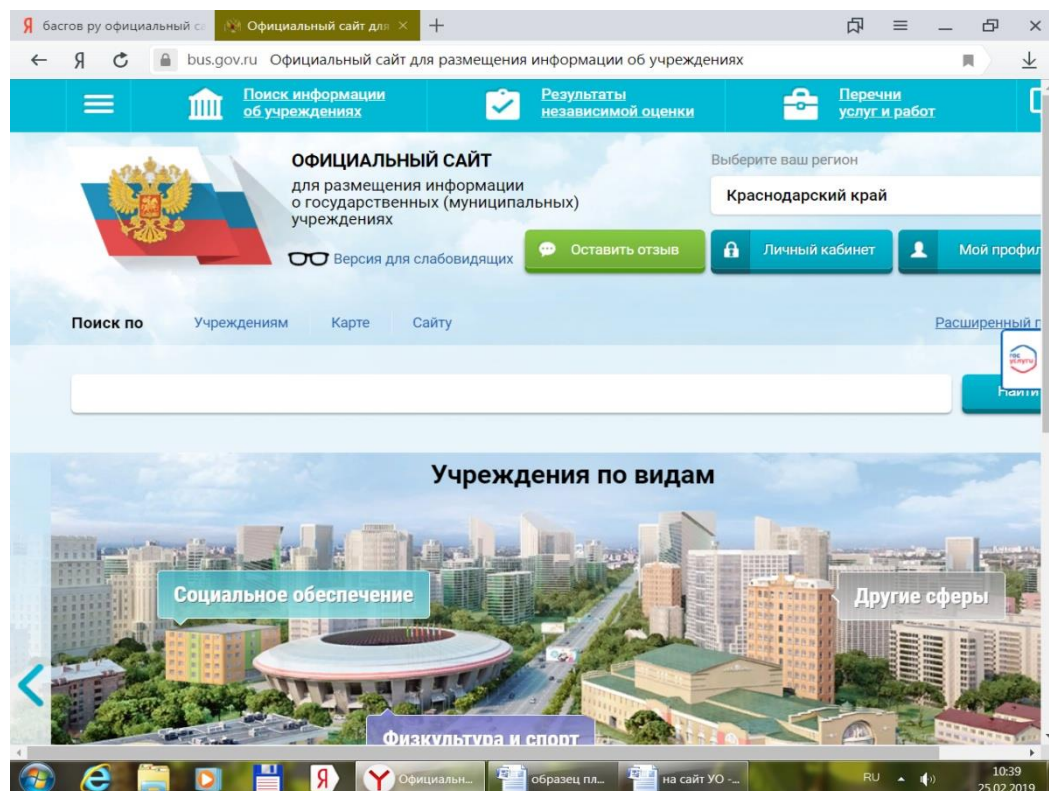 басгов ру официальный са
Официальный сайт для
bus.gov.ru Официальный сайт для размещения информации об учреждениях
Поиск информации
об учреждениях
Результаты
независимой оценки
Перечни
услуг и работ
ОФИЦИАЛЬНЫЙ САЙТ
для размещения информации
о государственных (муниципальных)
учреждениях
Версия для слабовидящих
Выберите ваш регион
Краснодарский край
Оставить отзыв
Личный кабинет
Мой профил
Поиск по
Учреждениям
Карте
Сайту
Расширенный п
гос
услуги
Найти
Учреждения по видам
Социальное обеспечение
Другие сферы
Физкультура и спорт
Официальн...
образец пл...
на сайт УО -...
RU
10:39
25.02.2019